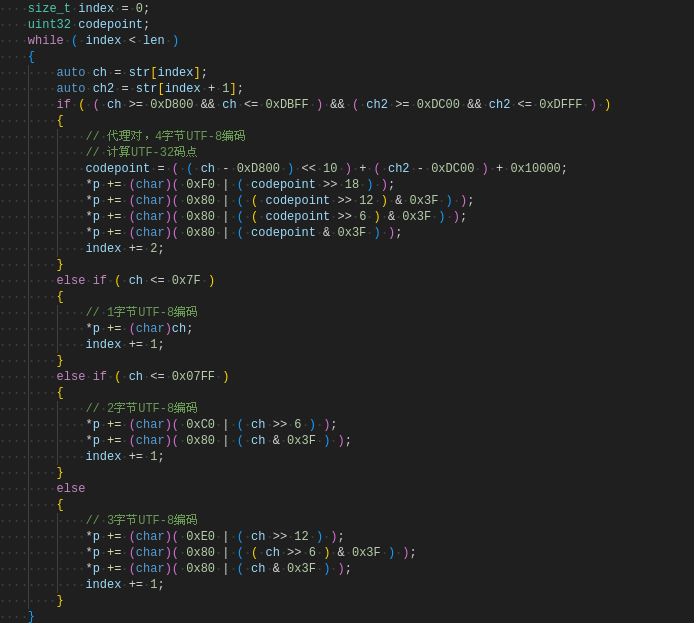 size_t index = 0;
uint32 codepoint;
while ( index < len )
{
auto ch = str[index];
auto ch2 = str[index + 1];
if ( ( ch >= 0xD800 && ch <= 0xDBFF ) && ( ch2 >= 0xDC00 && ch2 <= 0xDFFF ) )
{
// 代理对，4字节UTF-8编码
// 计算UTF-32码点
codepoint = ( ( ch - 0xD800 ) << 10 ) + ( ch2 - 0xDC00 ) + 0x10000;
*p += (char)( 0xF0 | ( codepoint >> 18 ) );
*p += (char)( 0x80 | ( ( codepoint >> 12 ) & 0x3F ) );
*p += (char)( 0x80 | ( ( codepoint >> 6 ) & 0x3F ) );
*p += (char)( 0x80 | ( codepoint & 0x3F ) );
index += 2;
}
else if ( ch <= 0x7F )
{
// 1字节UTF-8编码
*p += (char)ch;
index += 1;
}
else if ( ch <= 0x07FF )
{
// 2字节UTF-8编码
*p += (char)( 0xC0 | ( ch >> 6 ) );
*p += (char)( 0x80 | ( ch & 0x3F ) );
index += 1;
}
else
{
// 3字节UTF-8编码
*p += (char)( 0xE0 | ( ch >> 12 ) );
*p += (char)( 0x80 | ( ( ch >> 6 ) & 0x3F ) );
*p += (char)( 0x80 | ( ch & 0x3F ) );
index += 1;
}
}